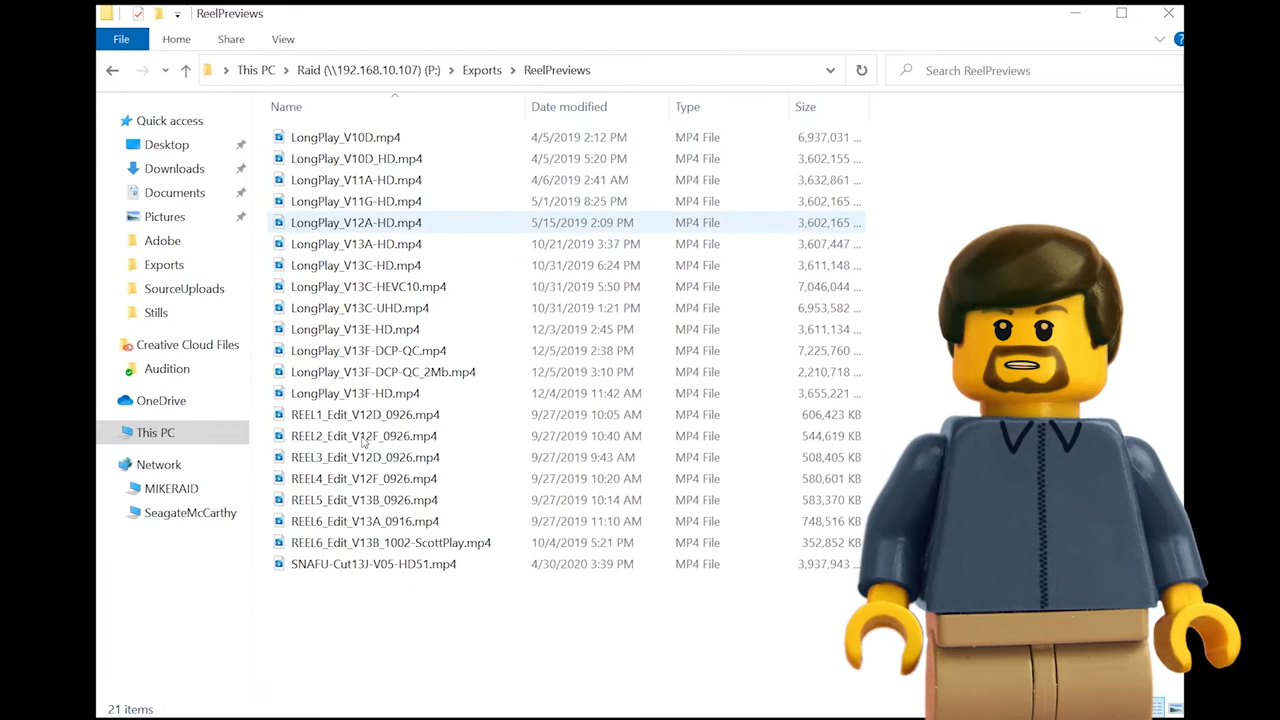 ReelPreviews
File Home Share View
This PC Raid (\\192.168.10.107) (P:) Exports ReelPreviews Search ReelPreviews
Name Date modified Type Size
Quick access
Desktop
Downloads
Documents
Pictures
Adobe
Exports
SourceUploads
Stills
Creative Cloud Files
Audition
OneDrive
This PC
Network
MIKERAID
SeagateMcCarthy
LongPlay_V10D.mp4 4/5/2019 2:12 PM MP4 File 6,937,031 ...
LongPlay_V10D_HD.mp4 4/5/2019 5:20 PM MP4 File 3,602,155 ...
LongPlay_V11A-HD.mp4 4/6/2019 2:41 AM MP4 File 3,632,861 ...
LongPlay_V11G-HD.mp4 5/1/2019 8:25 PM MP4 File 3,602,165 ...
LongPlay_V12A-HD.mp4 5/15/2019 2:09 PM MP4 File 3,602,165 ...
LongPlay_V13A-HD.mp4 10/21/2019 3:37 PM MP4 File 3,607,447 ...
LongPlay_V13C-HD.mp4 10/31/2019 6:24 PM MP4 File 3,611,148 ...
LongPlay_V13C-HEVC10.mp4 10/31/2019 5:50 PM MP4 File 7,046,044 ...
LongPlay_V13C-UHD.mp4 10/31/2019 1:21 PM MP4 File 6,953,582 ...
LongPlay_V13E-HD.mp4 12/3/2019 2:45 PM MP4 File 3,611,134 ...
LongPlay_V13F-DCP-QC.mp4 12/5/2019 2:38 PM MP4 File 7,225,760 ...
LongPlay_V13F-DCP-QC_2Mb.mp4 12/5/2019 3:10 PM MP4 File 2,210,718 ...
LongPlay_V13F-HD.mp4 12/4/2019 11:42 AM MP4 File 3,655,221 ...
REEL1_Edit_V12D_0926.mp4 9/27/2019 10:05 AM MP4 File 606,423 KB
REEL2_Edit_V12F_0926.mp4 9/27/2019 10:40 AM MP4 File 544,619 KB
REEL3_Edit_V12D_0926.mp4 9/27/2019 9:43 AM MP4 File 508,405 KB
REEL4_Edit_V12F_0926.mp4 9/27/2019 10:20 AM MP4 File 580,601 KB
REEL5_Edit_V13B_0926.mp4 9/27/2019 10:14 AM MP4 File 583,370 KB
REEL6_Edit_V13A_0916.mp4 9/27/2019 11:10 AM MP4 File 748,516 KB
REEL6_Edit_V13B_1002-ScottPlay.mp4 10/4/2019 5:21 PM MP4 File 352,852 KB
SNAFU-Cut13J-V05-HD51.mp4 4/30/2020 3:39 PM MP4 File 3,937,943 ...
21 items